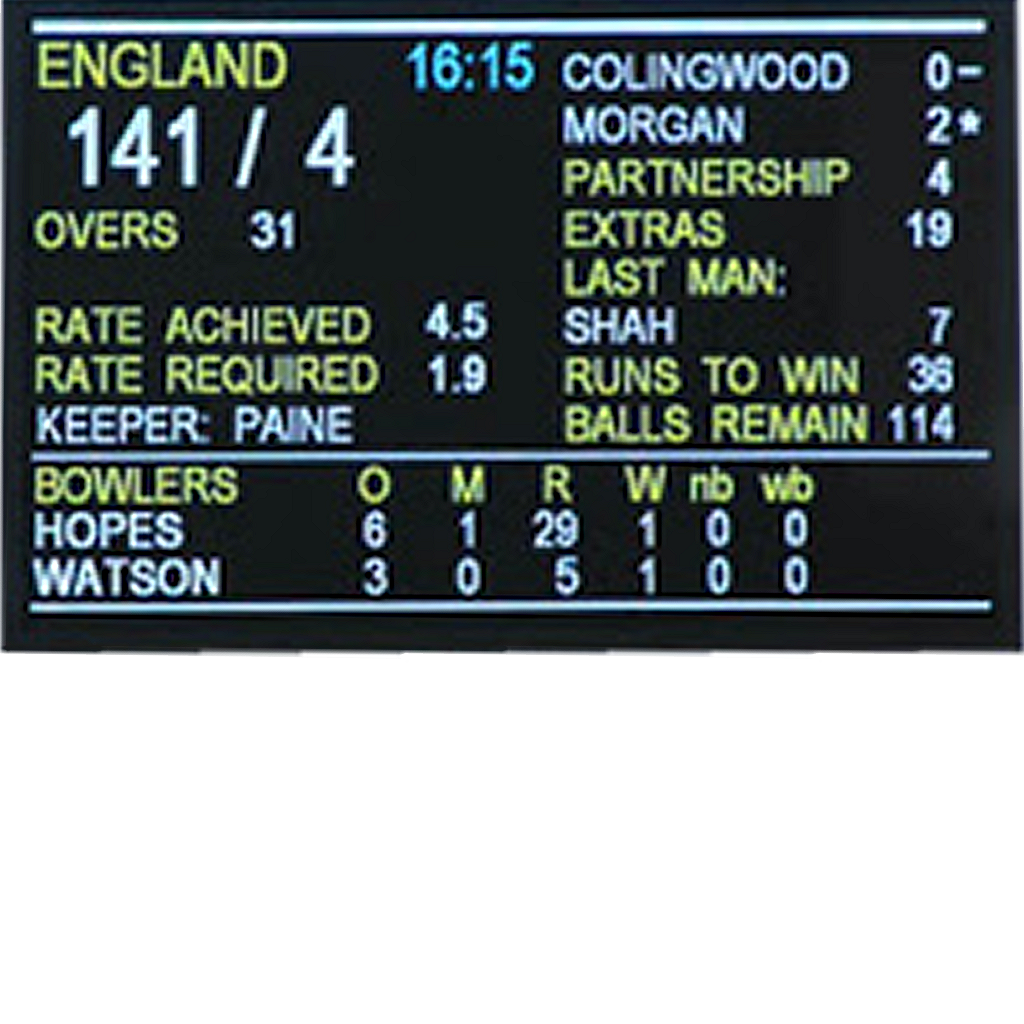 ENGLAND 16:15
141 / 4
OVERS 31
RATE ACHIEVED 4.5
RATE REQUIRED 1.9
KEEPER: PAINE
COLINGWOOD 0-
MORGAN 2*
PARTNERSHIP 4
EXTRAS 19
LAST MAN:
SHAH 7
RUNS TO WIN 36
BALLS REMAIN 114
BOWLERS O M R W nb wb
HOPES 6 1 29 1 0 0
WATSON 3 0 5 1 0 0